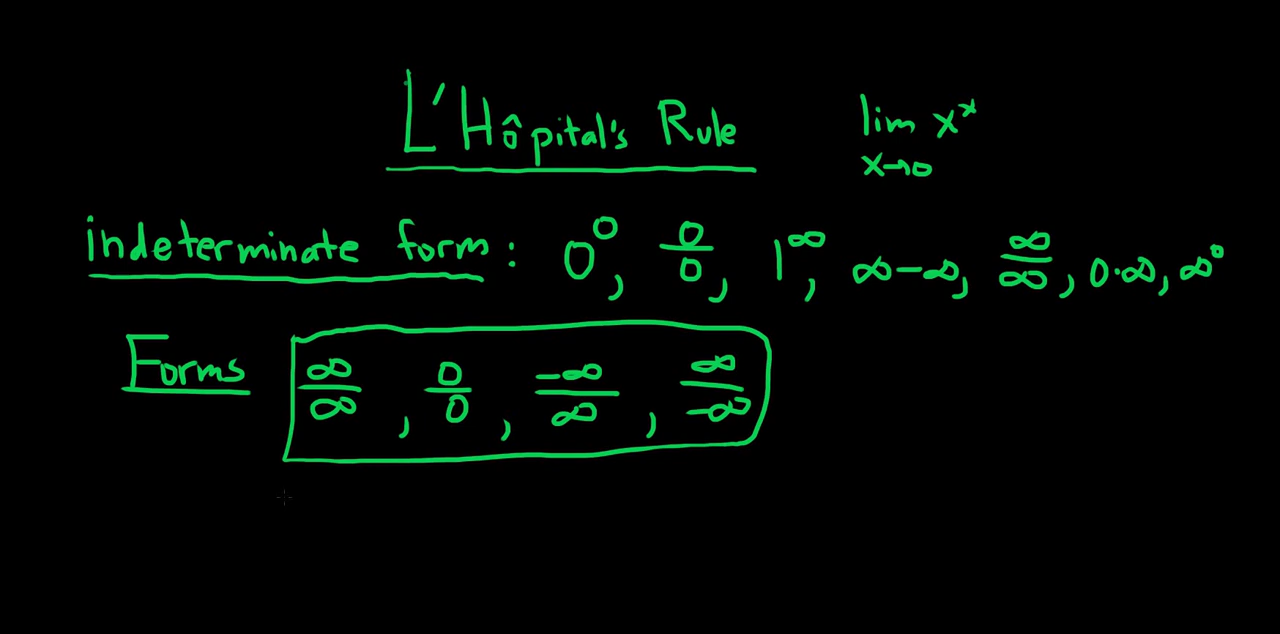 L'Hôpital's Rule lim x^x
x→0
indeterminate form: 0^0, 0/0, 1^∞, ∞-∞, ∞/∞, 0·∞, ∞^0
Forms ∞/∞, 0/0, -∞/∞, ∞/-∞